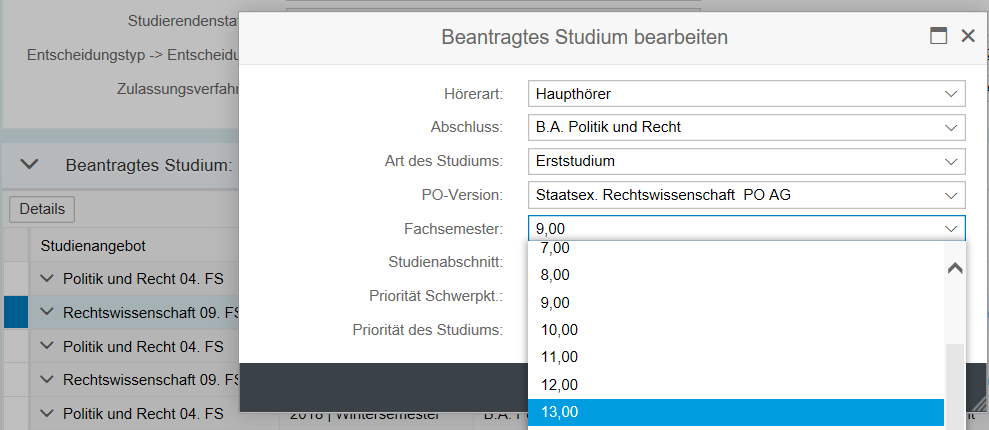 Studierendensta
Entscheidungstyp -> Entscheidu
Zulassungsverfah
Beantragtes Studium:
Details
Studienangebot
Politik und Recht 04. FS
Rechtswissenschaft 09. FS
Politik und Recht 04. FS
Rechtswissenschaft 09. FS
Politik und Recht 04. FS
2018 | Wintersemester
B.A. P
Beantragtes Studium bearbeiten
Hörerart: Haupthörer
Abschluss: B.A. Politik und Recht
Art des Studiums: Erststudium
PO-Version: Staatsex. Rechtswissenschaft PO AG
Fachsemester: 9,00
Studienabschnitt:
Priorität Schwerpkt.:
Priorität des Studiums:
7,00
8,00
9,00
10,00
11,00
12,00
13,00